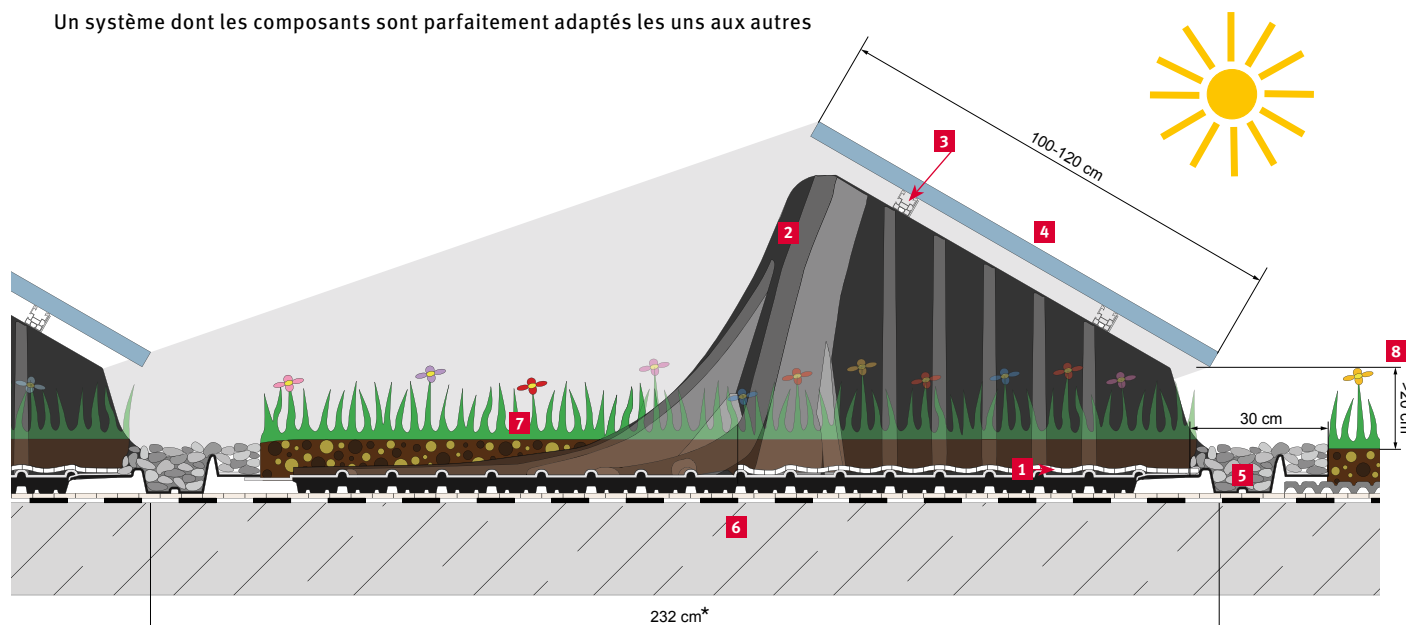 Un système dont les composants sont parfaitement adaptés les uns aux autres
3
100-120 cm
2
4
8
7
30 cm
1
5
6
232 cm*